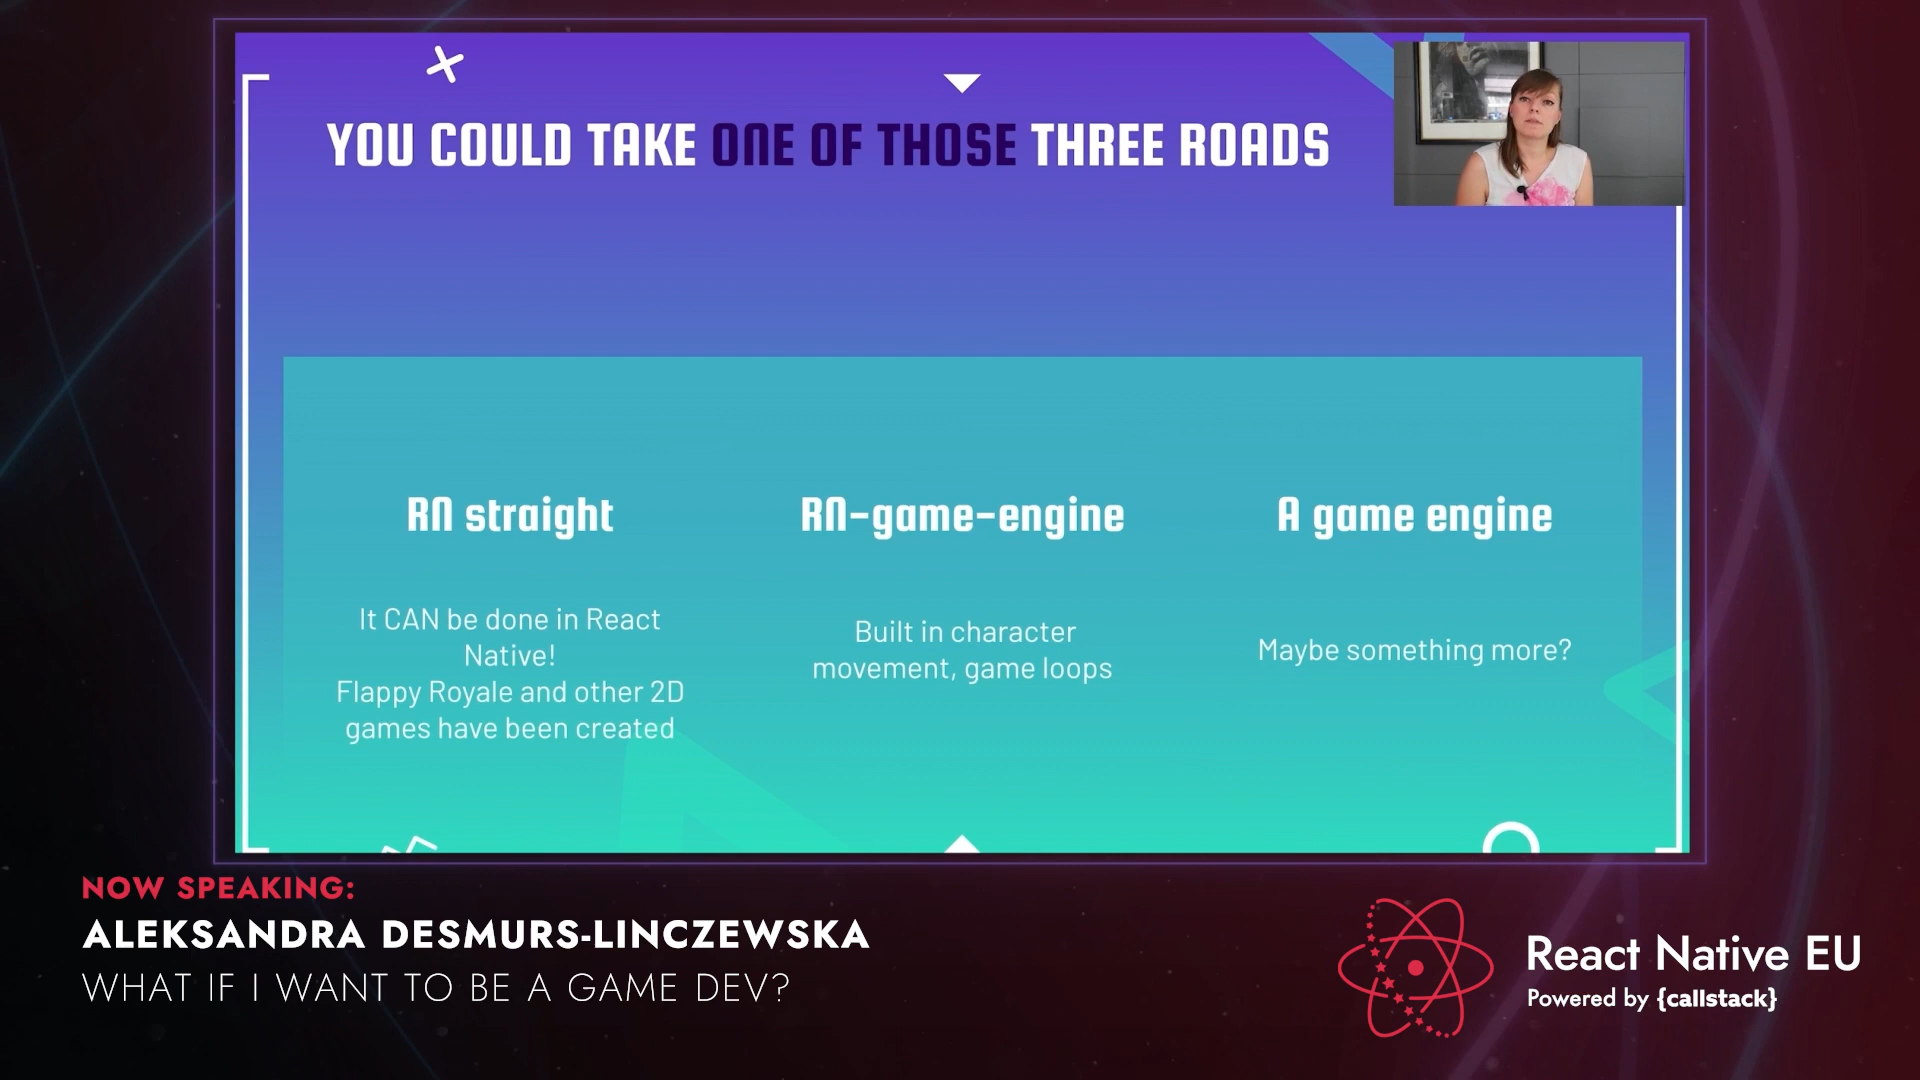 YOU COULD TAKE ONE OF THOSE THREE ROADS
RN straight
It CAN be done in React
Native!
Flappy Royale and other 2D
games have been created
RN-game-engine
Built in character
movement, game loops
A game engine
Maybe something more?
NOW SPEAKING:
ALEKSANDRA DESMURS-LINCZEWSKA
WHAT IF I WANT TO BE A GAME DEV?
React Native EU
Powered by {callstack}